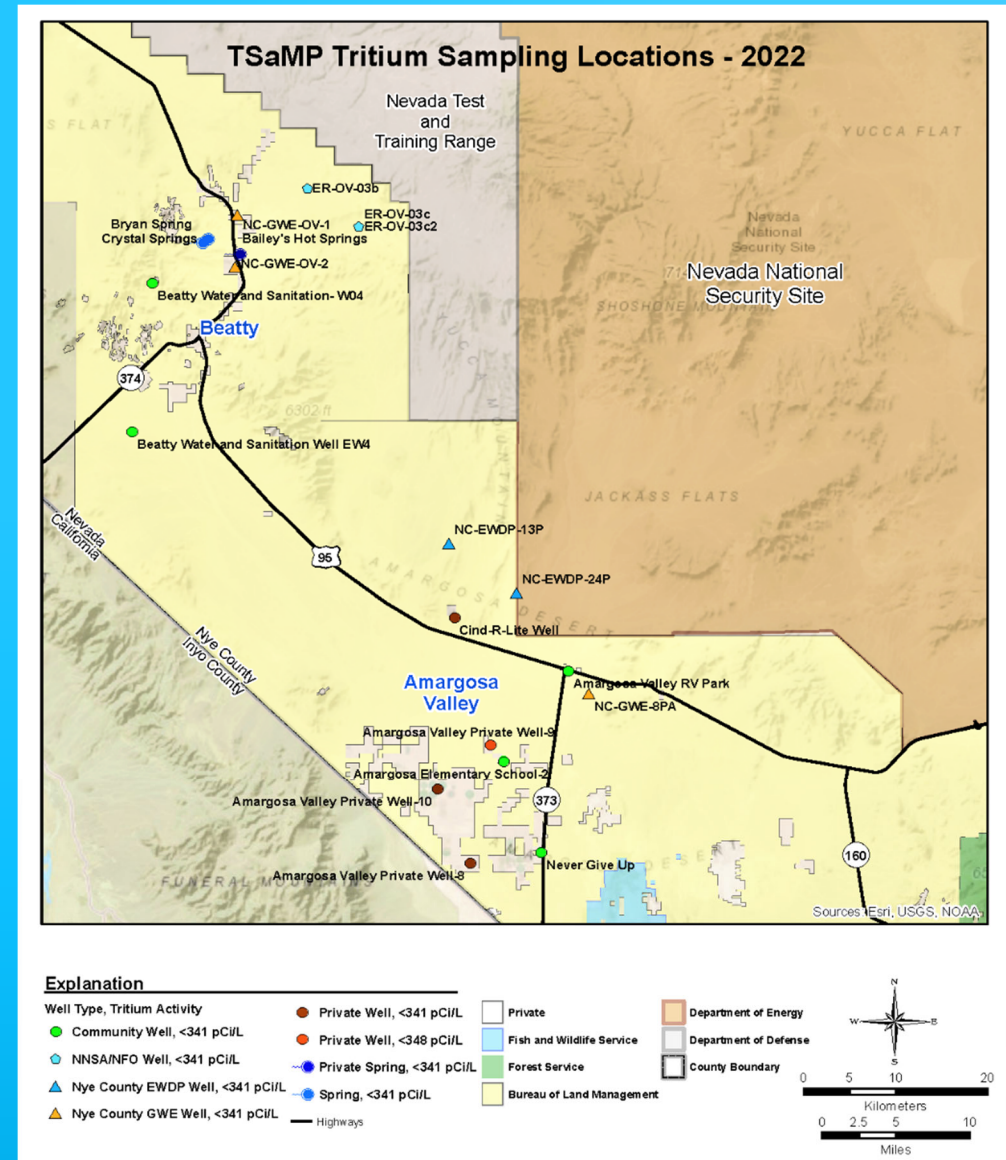 TSaMP Tritium Sampling Locations - 2022
Nevada Test
and
Training Range
S FLAT
YUCCA FLAT
ER-OV-03b
ER-OV-03c
ER-OV-03c2
NC-GWE-OV-1
Bryan Spring
Crystal Springs
Bailey's Hot Springs
NC-GWE-OV-2
Nevada
National
Security Site
Nevada National
Security Site
SHOSHONE MOUNTAIN
Beatty Water and Sanitation- W04
Beatty
374
6302 ft
Beatty Water and Sanitation Well EW4
JACKASS FLATS
Nevada
California
NC-EWDP-13P
95
AMARGOSA DESERT
NC-EWDP-24P
Cind-R-Lite Well
Nye County
Inyo County
Amargosa
Valley
Amargosa Valley RV Park
NC-GWE-8PA
Amargosa Valley Private Well-9
Amargosa Elementary School-2
Amargosa Valley Private Well-10
373
160
Never Give Up
Amargosa Valley Private Well-8
FUNERAL MOUNTAINS
Sources: Esri, USGS, NOAA
Explanation
Well Type, Tritium Activity
Community Well, <341 pCi/L
NNSA/NFO Well, <341 pCi/L
Nye County EWDP Well, <341 pCi/L
Nye County GWE Well, <341 pCi/L
Private Well, <341 pCi/L
Private Well, <348 pCi/L
Private Spring, <341 pCi/L
Spring, <341 pCi/L
Highways
Private
Fish and Wildlife Service
Forest Service
Bureau of Land Management
Department of Energy
Department of Defense
County Boundary
N
W
E
S
0 5 10 20
Kilometers
0 2.5 5 10
Miles